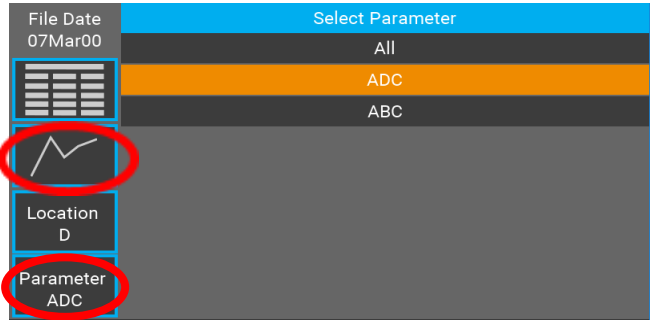 File Date
07Mar00
Location
D
Parameter
ADC
Select Parameter
All
ADC
ABC